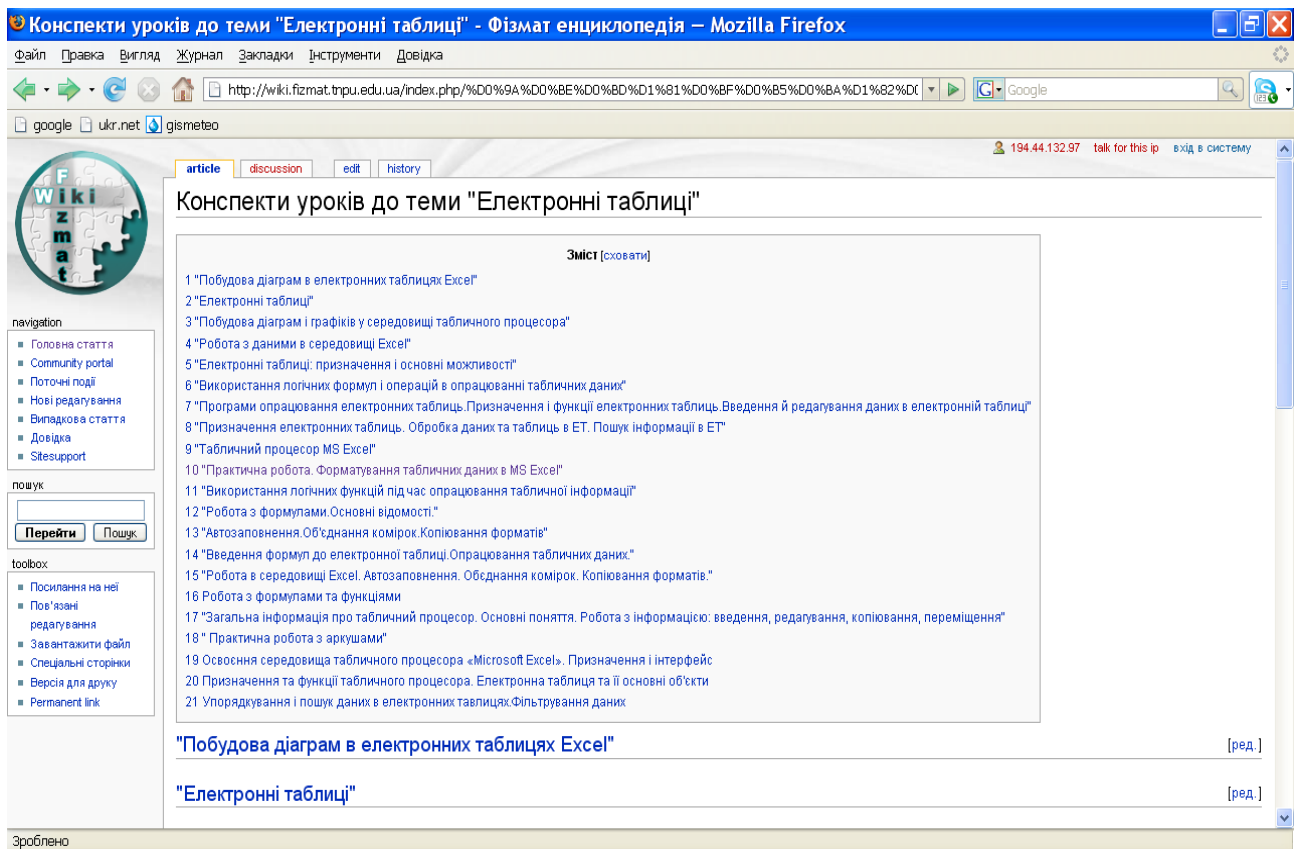 Конспекти уроків до теми "Електронні таблиці" - Фізмат енциклопедія — Mozilla Firefox
Файл Правка Вигляд Журнал Закладки Інструменти Довідка
http://wiki.fizmat.tnpu.edu.ua/index.php/%D0%9A%D0%BE%D0%BD%D1%81%D0%BF%D0%B5%D0%BA%D1%82%D( G Google
google ukr.net gismeteo
194.44.132.97 talk for this ip вхід в систему
article discussion edit history
Конспекти уроків до теми "Електронні таблиці"
Зміст [сховати]
1 "Побудова діаграм в електронних таблицях Excel"
2 "Електронні таблиці"
3 "Побудова діаграм і графіків у середовищі табличного процесора"
4 "Робота з даними в середовищі Excel"
5 "Електронні таблиці: призначення і основні можливості"
6 "Використання логічних формул і операцій в опрацюванні табличних даних"
7 "Програми опрацювання електронних таблиць.Призначення і функції електронних таблиць.Введення й редагування даних в електронній таблиці"
8 "Призначення електронних таблиць. Обробка даних та таблиць в ЕТ. Пошук інформації в ЕТ"
9 "Табличний процесор MS Excel"
10 "Практична робота. Форматування табличних даних в MS Excel"
11 "Використання логічних функцій під час опрацювання табличної інформації"
12 "Робота з формулами.Основні відомості."
13 "Автозаповнення.Об'єднання комірок.Копіювання форматів"
14 "Введення формул до електронної таблиці.Опрацювання табличних даних."
15 "Робота в середовищі Excel. Автозаповнення. Обєднання комірок. Копіювання форматів."
16 Робота з формулами та функціями
17 "Загальна інформація про табличний процесор. Основні поняття. Робота з інформацією: введення, редагування, копіювання, переміщення"
18 " Практична робота з аркушами"
19 Освоєння середовища табличного процесора «Microsoft Excel». Призначення і інтерфейс
20 Призначення та функції табличного процесора. Електронна таблиця та її основні об'єкти
21 Упорядкування і пошук даних в електронних тавлицях.Фільтрування даних
"Побудова діаграм в електронних таблицях Excel" [ред.]
"Електронні таблиці" [ред.]
Wiki
Fizmat
navigation
Головна стаття
Community portal
Поточні події
Нові редагування
Випадкова стаття
Довідка
Sitesupport
пошук
Перейти Пошук
toolbox
Посилання на неї
Пов'язані
редагування
Завантажити файл
Спеціальні сторінки
Версія для друку
Permanent link
Зроблено